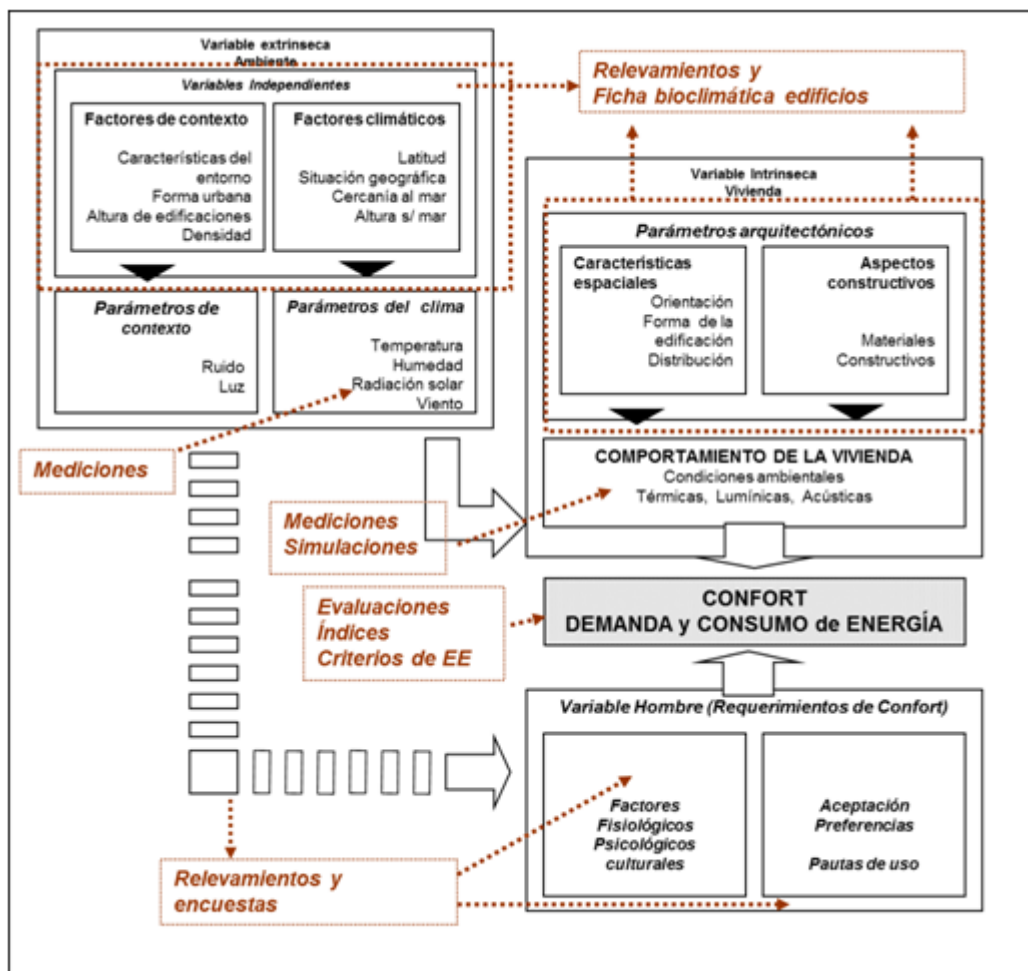 Variable extrinseca
Ambiente
Variables Independientes
Factores de contexto
Características del
entorno
Forma urbana
Altura de edificaciones
Densidad
Factores climáticos
Latitud
Situación geográfica
Cercanía al mar
Altura s/ mar
Parámetros de
contexto
Ruido
Luz
Parámetros del clima
Temperatura
Humedad
Radiación solar
Viento
Relevamientos y
Ficha bioclimática edificios
Variable Intrínseca
Vivienda
Parámetros arquitectónicos
Características
espaciales
Orientación
Forma de la
edificación
Distribución
Aspectos
constructivos
Materiales
Constructivos
COMPORTAMIENTO DE LA VIVIENDA
Condiciones ambientales
Térmicas, Lumínicas, Acústicas
Mediciones
Mediciones
Simulaciones
Evaluaciones
Índices
Criterios de EE
CONFORT
DEMANDA y CONSUMO de ENERGÍA
Variable Hombre (Requerimientos de Confort)
Factores
Fisiológicos
Psicológicos
culturales
Aceptación
Preferencias
Pautas de uso
Relevamientos y
encuestas